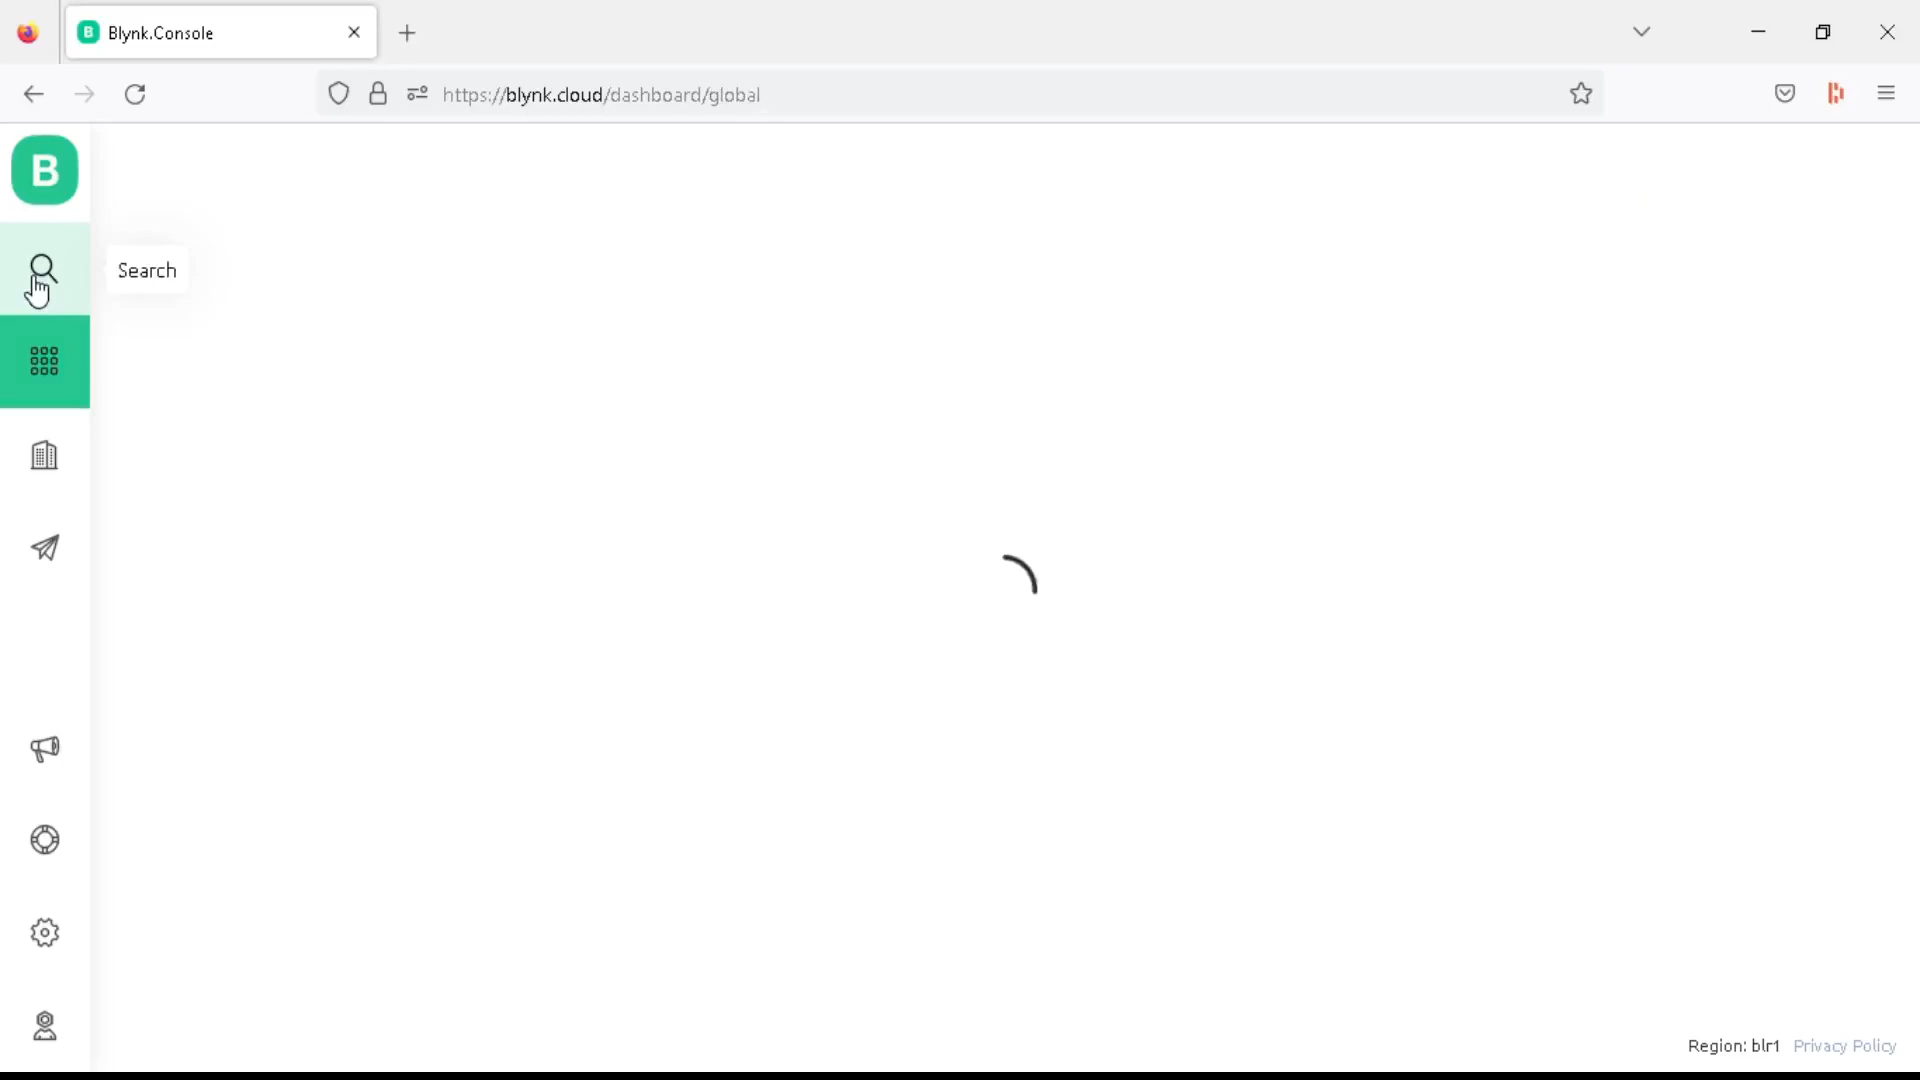 B Blynk.Console
https://blynk.cloud/dashboard/global
B
Search
Region: blr1 Privacy Policy